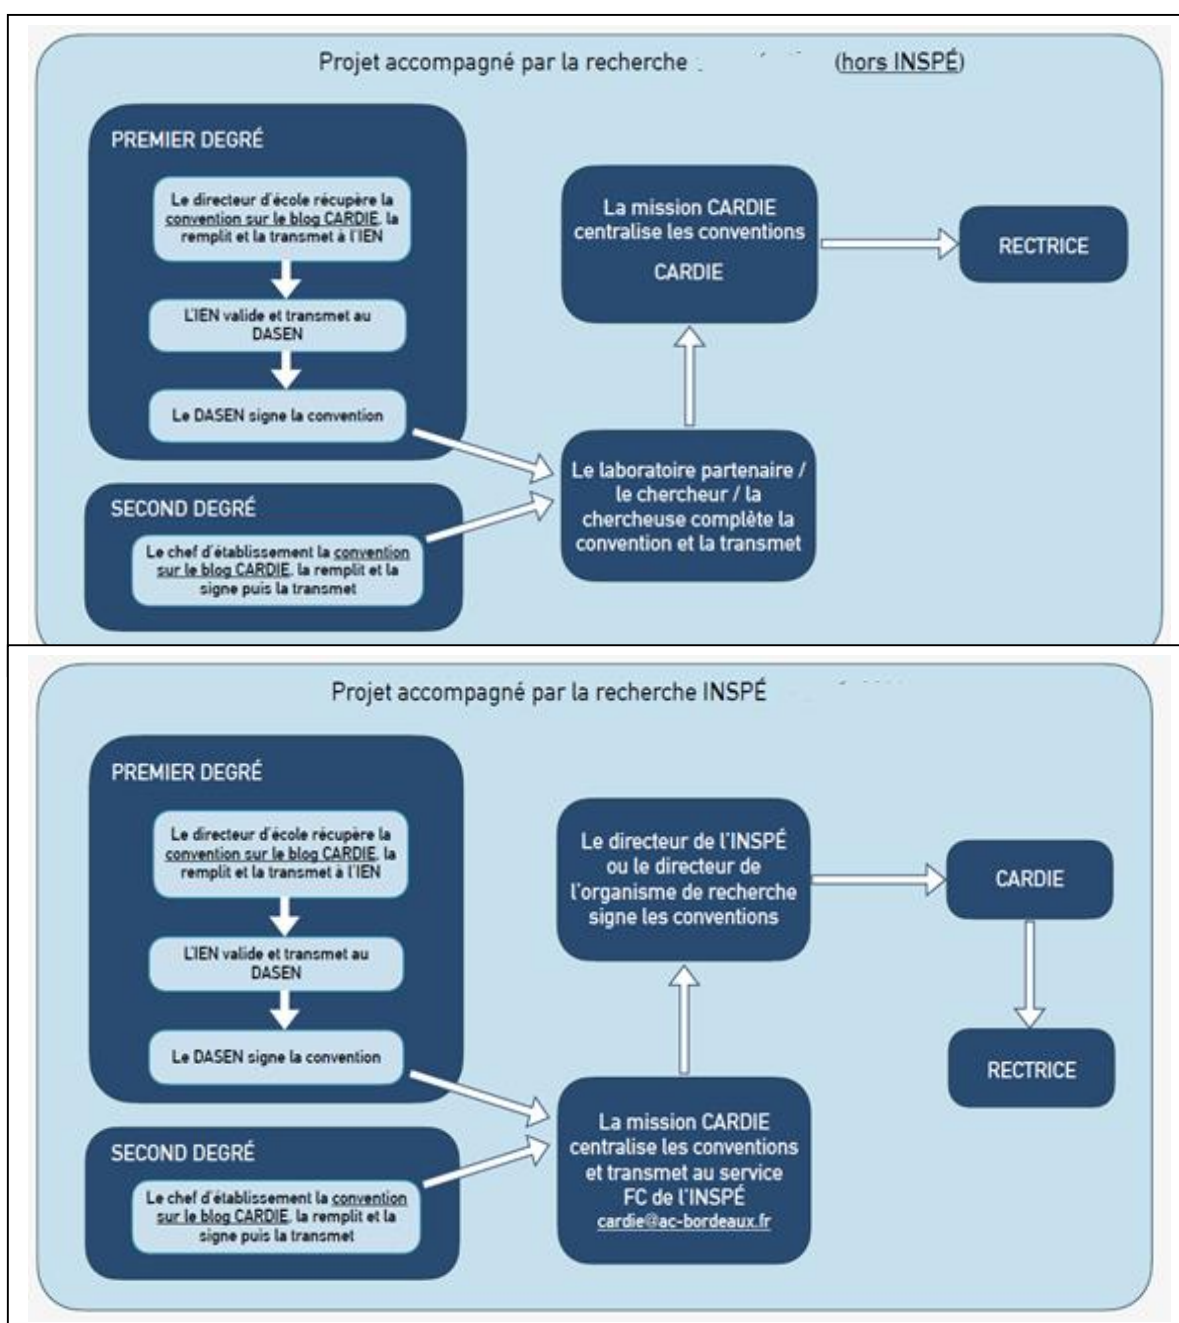 Projet accompagné par la recherche (hors INSPÉ)
PREMIER DEGRÉ
Le directeur d'école récupère la
convention sur le blog CARDIE, la
remplit et la transmet à l'IEN
L'IEN valide et transmet au
DASEN
Le DASEN signe la convention
SECOND DEGRÉ
Le chef d'établissement la convention
sur le blog CARDIE, la remplit et la
signe puis la transmet
Le laboratoire partenaire /
le chercheur / la
chercheuse complète la
convention et la transmet
La mission CARDIE
centralise les conventions
CARDIE
RECTRICE
Projet accompagné par la recherche INSPÉ
PREMIER DEGRÉ
Le directeur d'école récupère la
convention sur le blog CARDIE, la
remplit et la transmet à l'IEN
L'IEN valide et transmet au
DASEN
Le DASEN signe la convention
SECOND DEGRÉ
Le chef d'établissement la convention
sur le blog CARDIE, la remplit et la
signe puis la transmet
La mission CARDIE
centralise les conventions
et transmet au service
FC de l'INSPÉ
cardie@ac-bordeaux.fr
Le directeur de l'INSPÉ
ou le directeur de
l'organisme de recherche
signe les conventions
CARDIE
RECTRICE